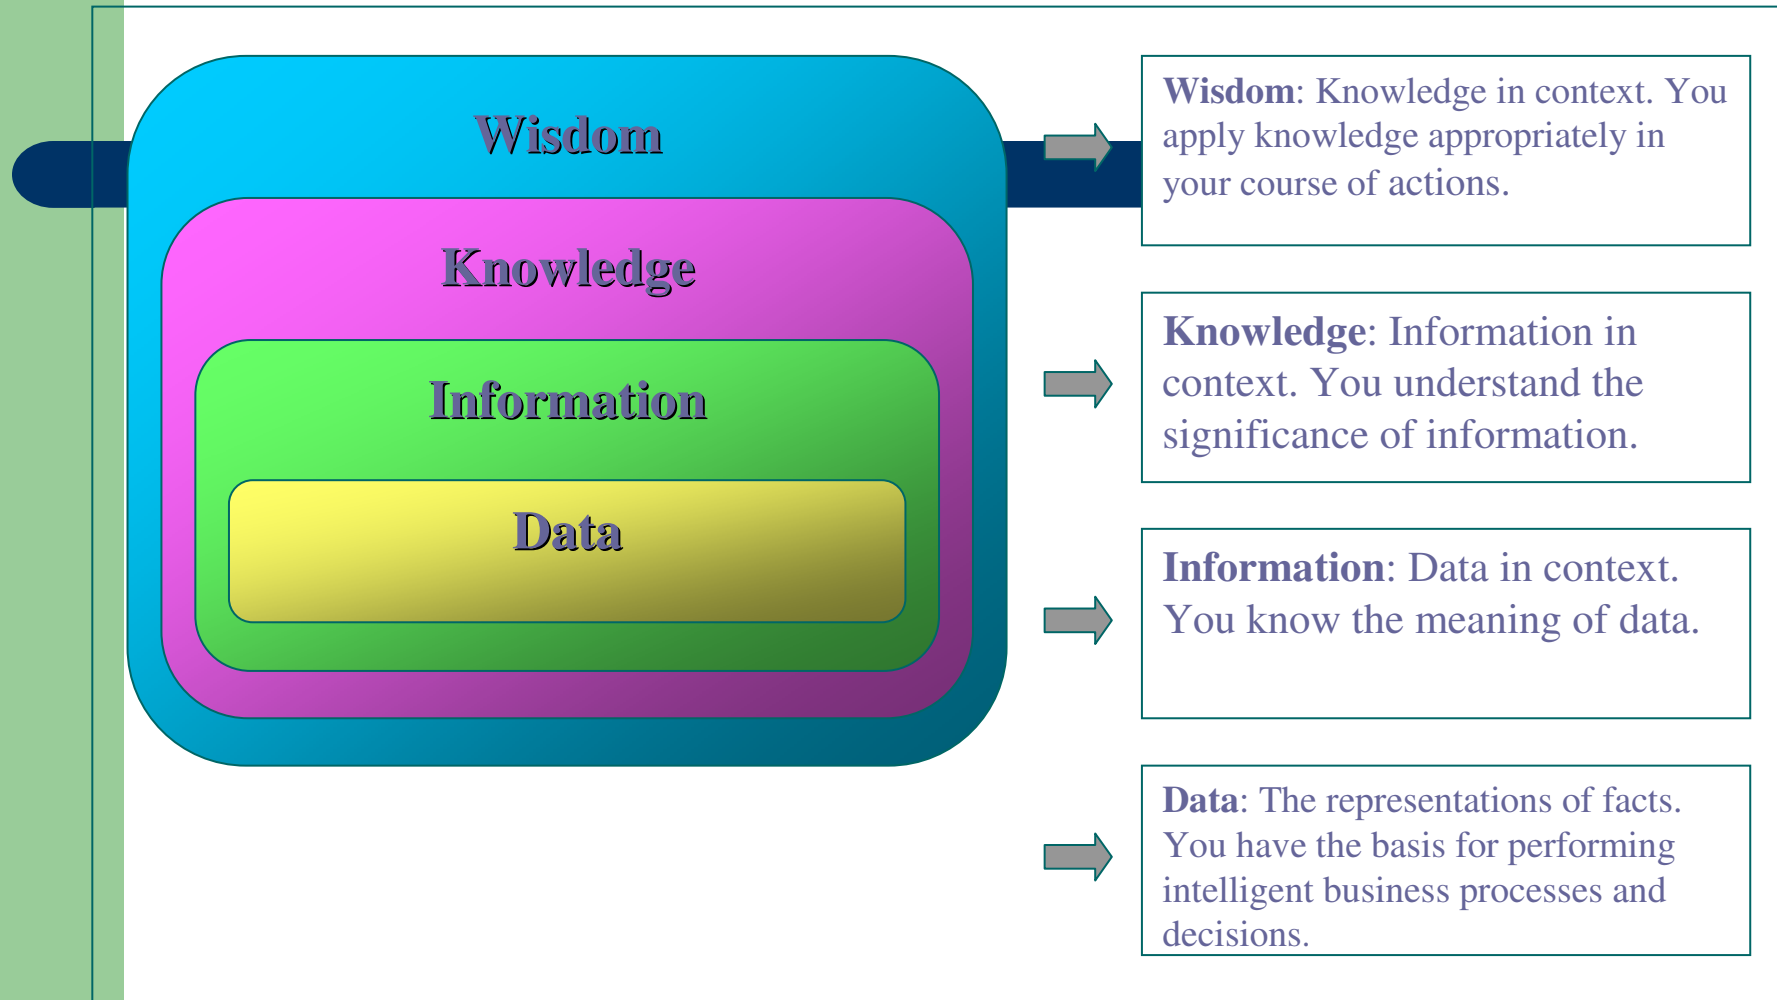 Wisdom
Knowledge
Information
Data
Wisdom: Knowledge in context. You
apply knowledge appropriately in
your course of actions.
Knowledge: Information in
context. You understand the
significance of information.
Information: Data in context.
You know the meaning of data.
Data: The representations of facts.
You have the basis for performing
intelligent business processes and
decisions.